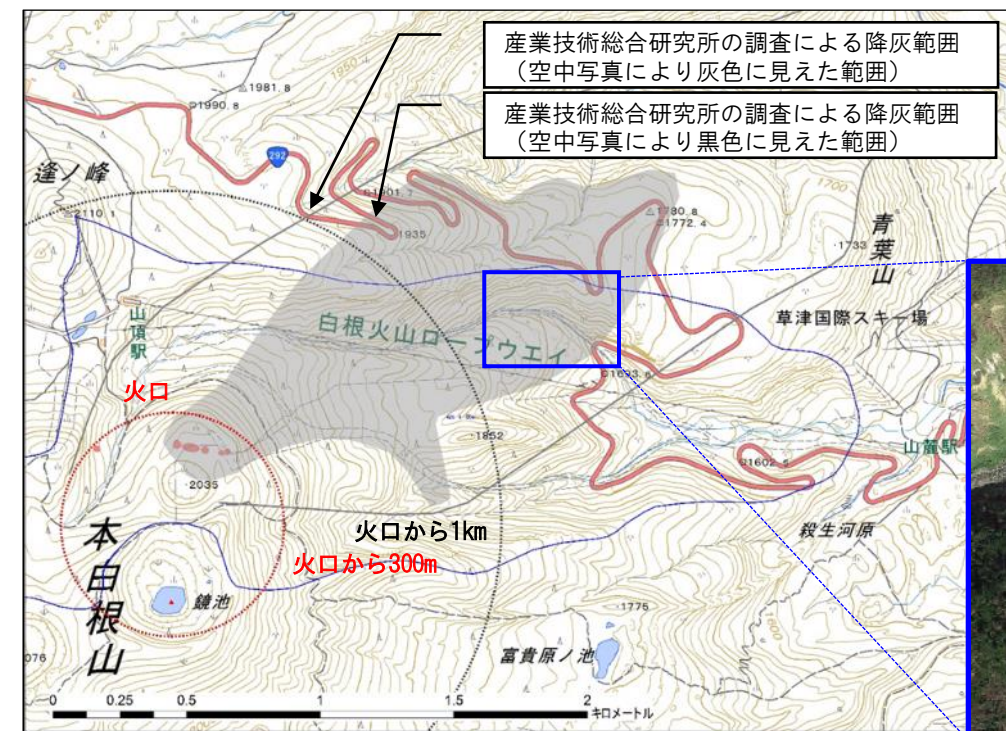 産業技術総合研究所の調査による降灰範囲
（空中写真により灰色に見えた範囲）
産業技術総合研究所の調査による降灰範囲
（空中写真により黒色に見えた範囲）
1950
1981.8
1990.8
292
逢ノ峰
2110.1
1935
1700
1780.8
1772.4
1733
青葉山
草津国際スキー場
山頂駅
白根火山ロープウエイ
火口
1693.6
1852
1602.5
山麓駅
2035
殺生河原
火口から1km
火口から300m
本白根山
鏡池
1775
1600
富貴原ノ池
076
0 0.25 0.5 1 1.5 2
キロメートル